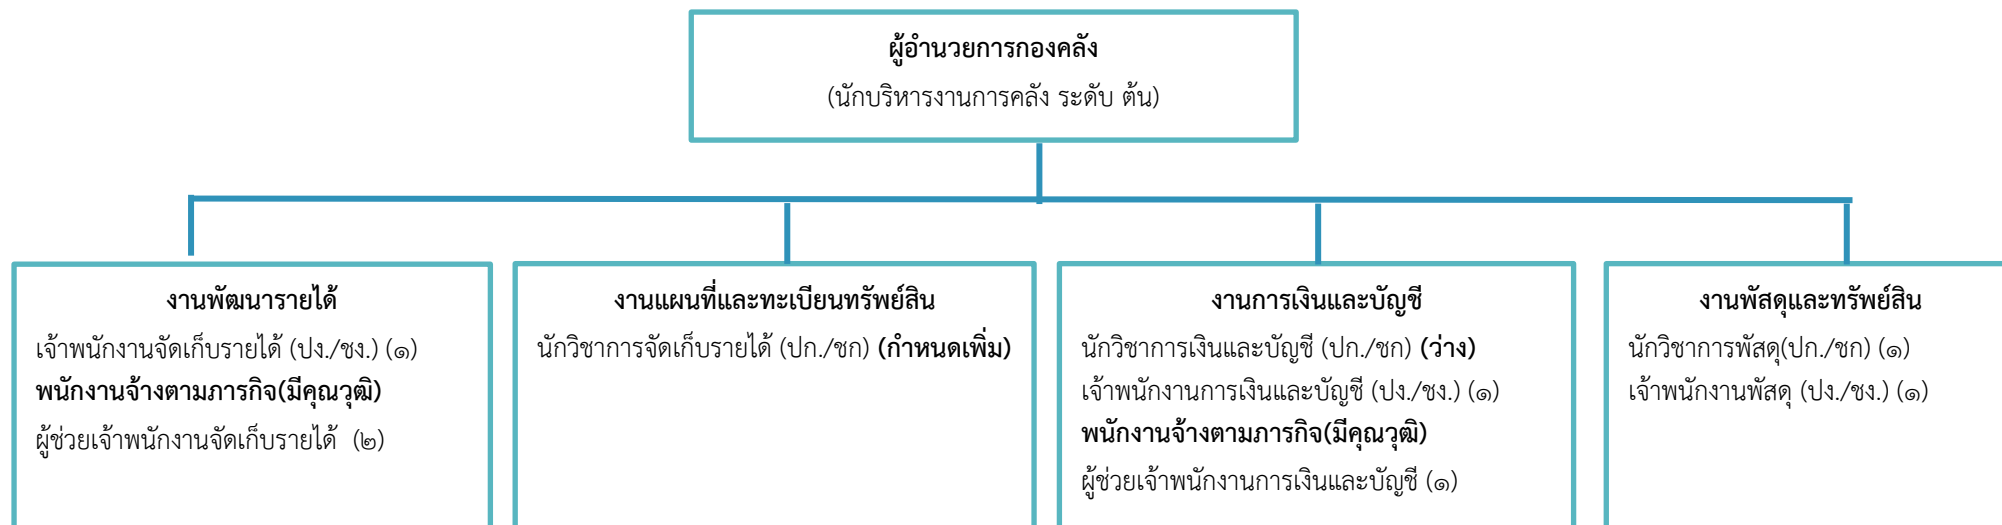 ผู้อำนวยการกองคลัง
(นักบริหารงานการคลัง ระดับ ต้น)
งานพัฒนารายได้
เจ้าพนักงานจัดเก็บรายได้ (ปง./ชง.) (๑)
พนักงานจ้างตามภารกิจ(มีคุณวุฒิ)
ผู้ช่วยเจ้าพนักงานจัดเก็บรายได้ (๒)
งานแผนที่และทะเบียนทรัพย์สิน
นักวิชาการจัดเก็บรายได้ (ปก./ชก) (กำหนดเพิ่ม)
งานการเงินและบัญชี
นักวิชาการเงินและบัญชี (ปก./ชก) (ว่าง)
เจ้าพนักงานการเงินและบัญชี (ปง./ชง.) (๑)
พนักงานจ้างตามภารกิจ(มีคุณวุฒิ)
ผู้ช่วยเจ้าพนักงานการเงินและบัญชี (๑)
งานพัสดุและทรัพย์สิน
นักวิชาการพัสดุ(ปก./ชก) (๑)
เจ้าพนักงานพัสดุ (ปง./ชง.) (๑)